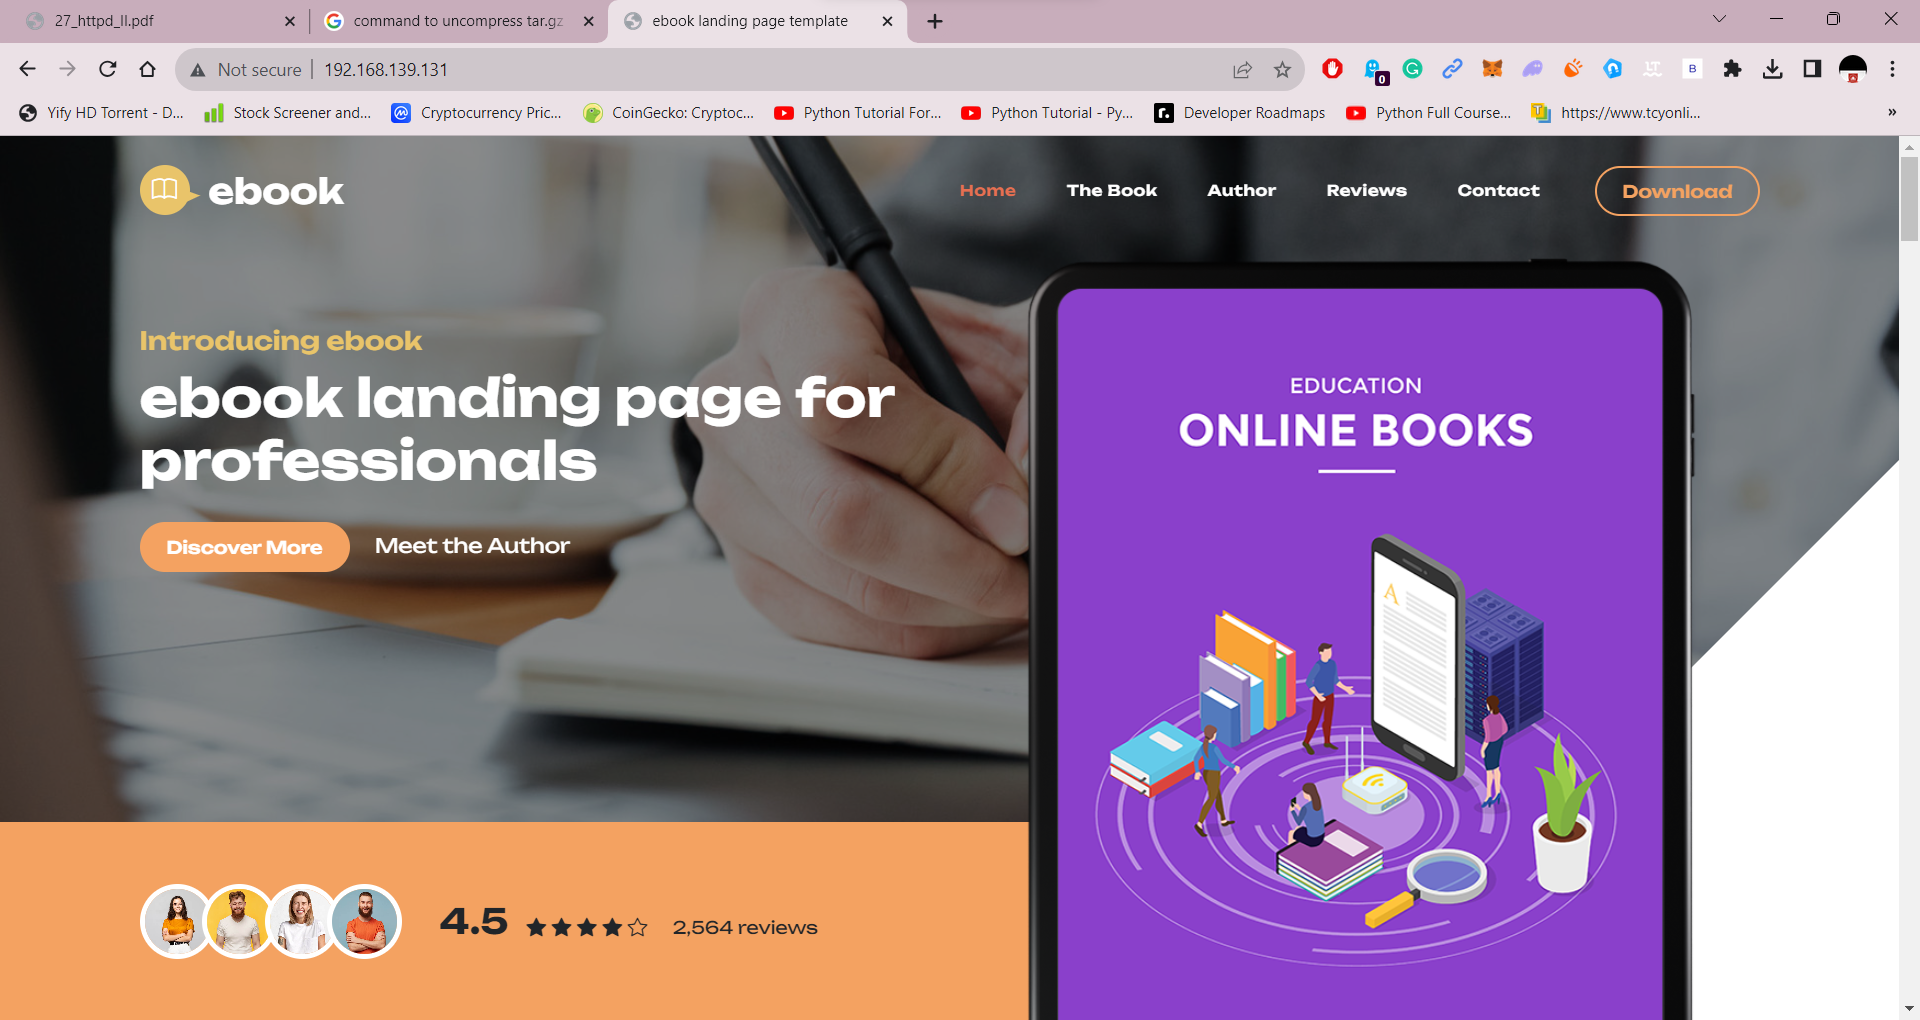 27_httpd_ll.pdf
command to uncompress tar.gz
ebook landing page template
Not secure
192.168.139.131
0
Yify HD Torrent - D...
Stock Screener and...
Cryptocurrency Pric...
CoinGecko: Cryptoc...
Python Tutorial For...
Python Tutorial - Py...
Developer Roadmaps
Python Full Course...
https://www.tcyonli...
»
ebook
Home
The Book
Author
Reviews
Contact
Download
Introducing ebook
ebook landing page for
professionals
Discover More
Meet the Author
EDUCATION
ONLINE BOOKS
A
4.5
2,564 reviews